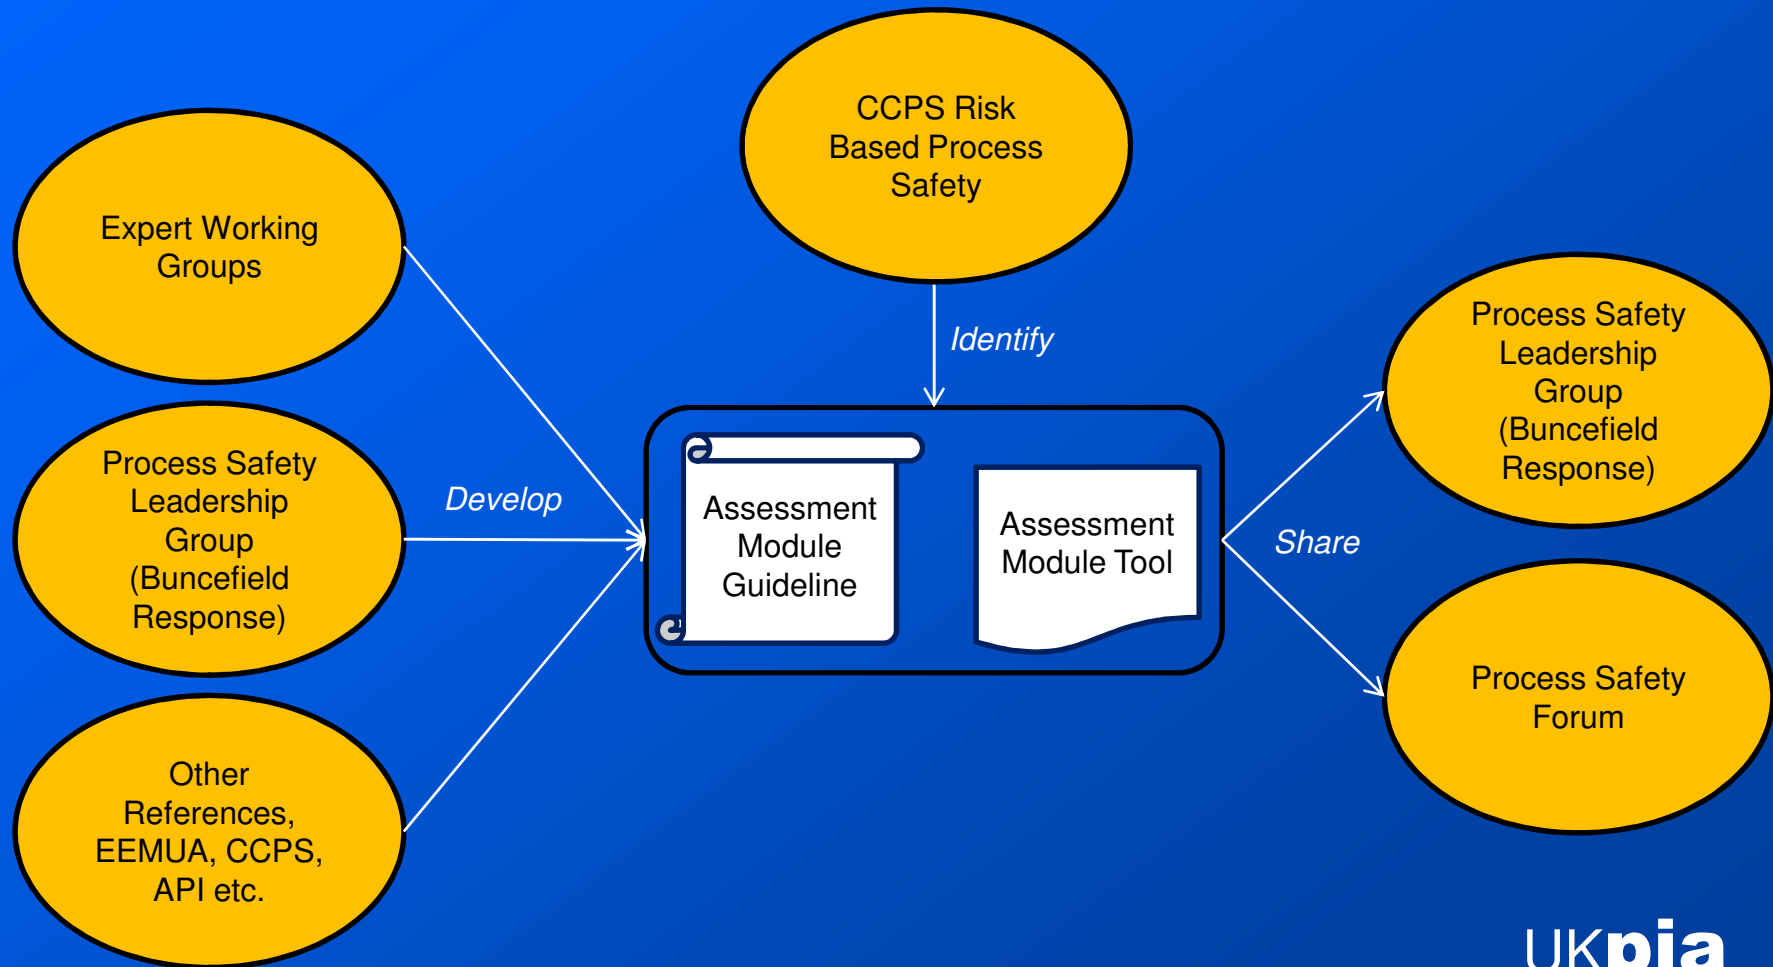 CCPS Risk
Based Process
Safety
Expert Working
Groups
Identify
Process Safety
Leadership
Group
(Buncefield
Response)
Develop
Assessment
Module
Guideline
Assessment
Module Tool
Share
Process Safety
Leadership
Group
(Buncefield
Response)
Process Safety
Forum
Other
References,
EEMUA, CCPS,
API etc.
UKpia